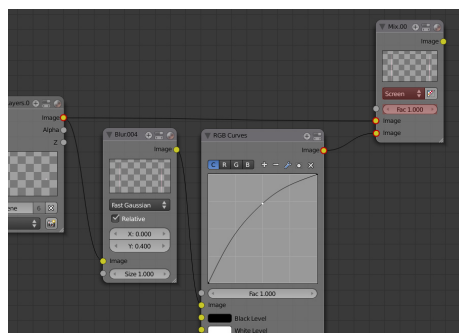 Mix.00
Image
Screen
Fac 1.000
Image
Image
ayers.0
Image
Alpha
Z
ene 6
Blur004
Image
Fast Gaussian
Relative
X: 0.000
Y: 0.400
Image
Size 1.000
RGB Curves
Image
C R G B
Fac 1.000
Image
Black Level
White Level